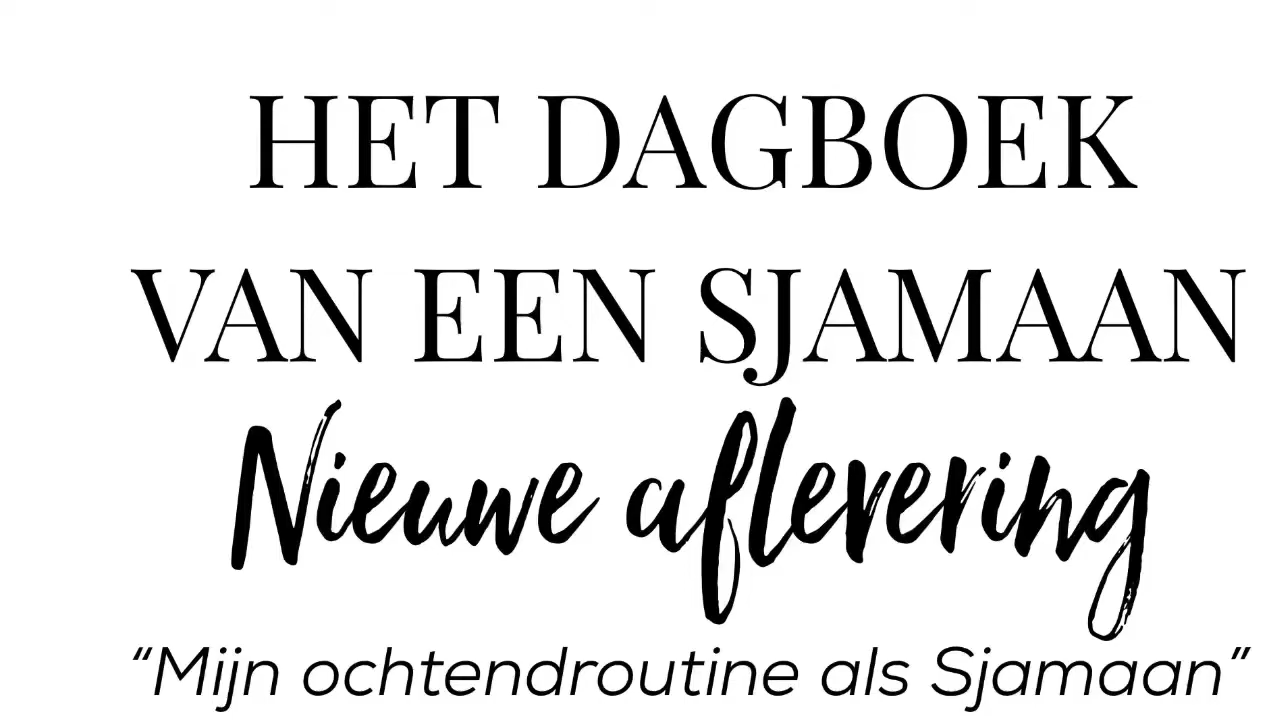 HET DAGBOEK
VAN EEN SJAMAAN
Nieuwe aflevering
“Mijn ochtendroutine als Sjamaan”